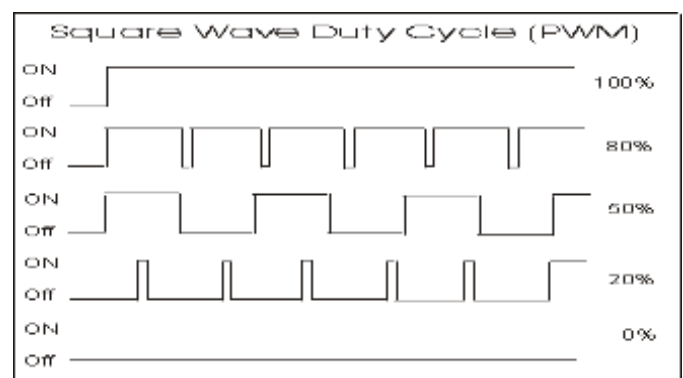 Square Wave Duty Cycle (PWM)
ON
100%
Off
ON
80%
Off
ON
50%
Off
ON
20%
Off
ON
0%
Off